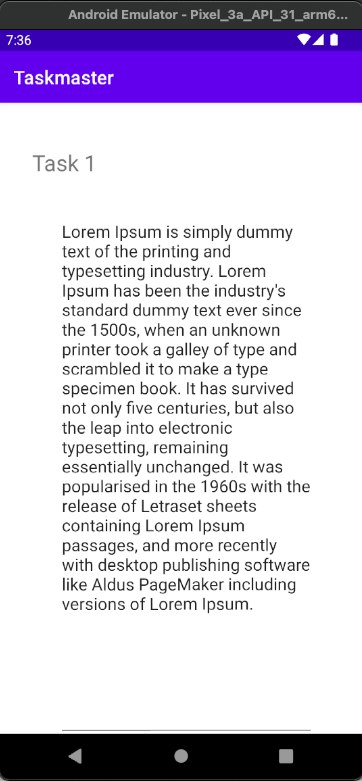 Android Emulator - Pixel_3a_API_31_arm6...
7:36
Taskmaster
Task 1
Lorem Ipsum is simply dummy
text of the printing and
typesetting industry. Lorem
Ipsum has been the industry's
standard dummy text ever since
the 1500s, when an unknown
printer took a galley of type and
scrambled it to make a type
specimen book. It has survived
not only five centuries, but also
the leap into electronic
typesetting, remaining
essentially unchanged. It was
popularised in the 1960s with the
release of Letraset sheets
containing Lorem Ipsum
passages, and more recently
with desktop publishing software
like Aldus PageMaker including
versions of Lorem Ipsum.